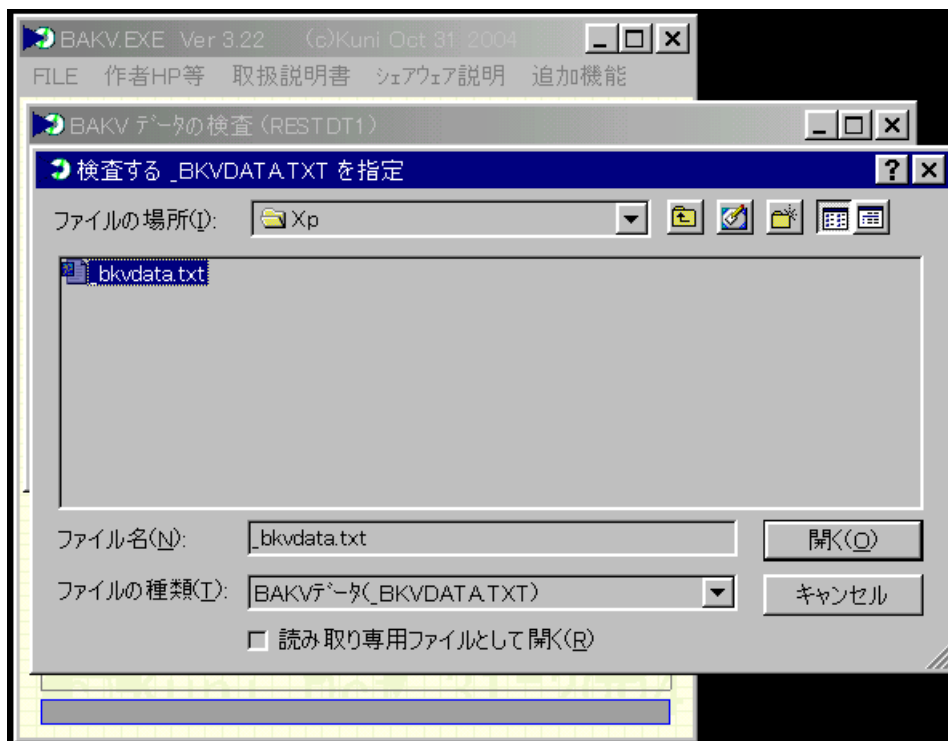 BAKV.EXE Ver 3.22 (c)Kuni Oct 31 2004
FILE 作者HP等 取扱説明書 ｼｪｱｳｪｱ説明 追加機能
BAKV ﾃﾞｰﾀの検査 (RESTDT1)
検査する _BKVDATA.TXT を指定
ファイルの場所(I): Xp
_bkvdata.txt
ファイル名(N): _bkvdata.txt 開く(O)
ファイルの種類(T): BAKVﾃﾞｰﾀ(_BKVDATA.TXT) キャンセル
読み取り専用ファイルとして開く(R)